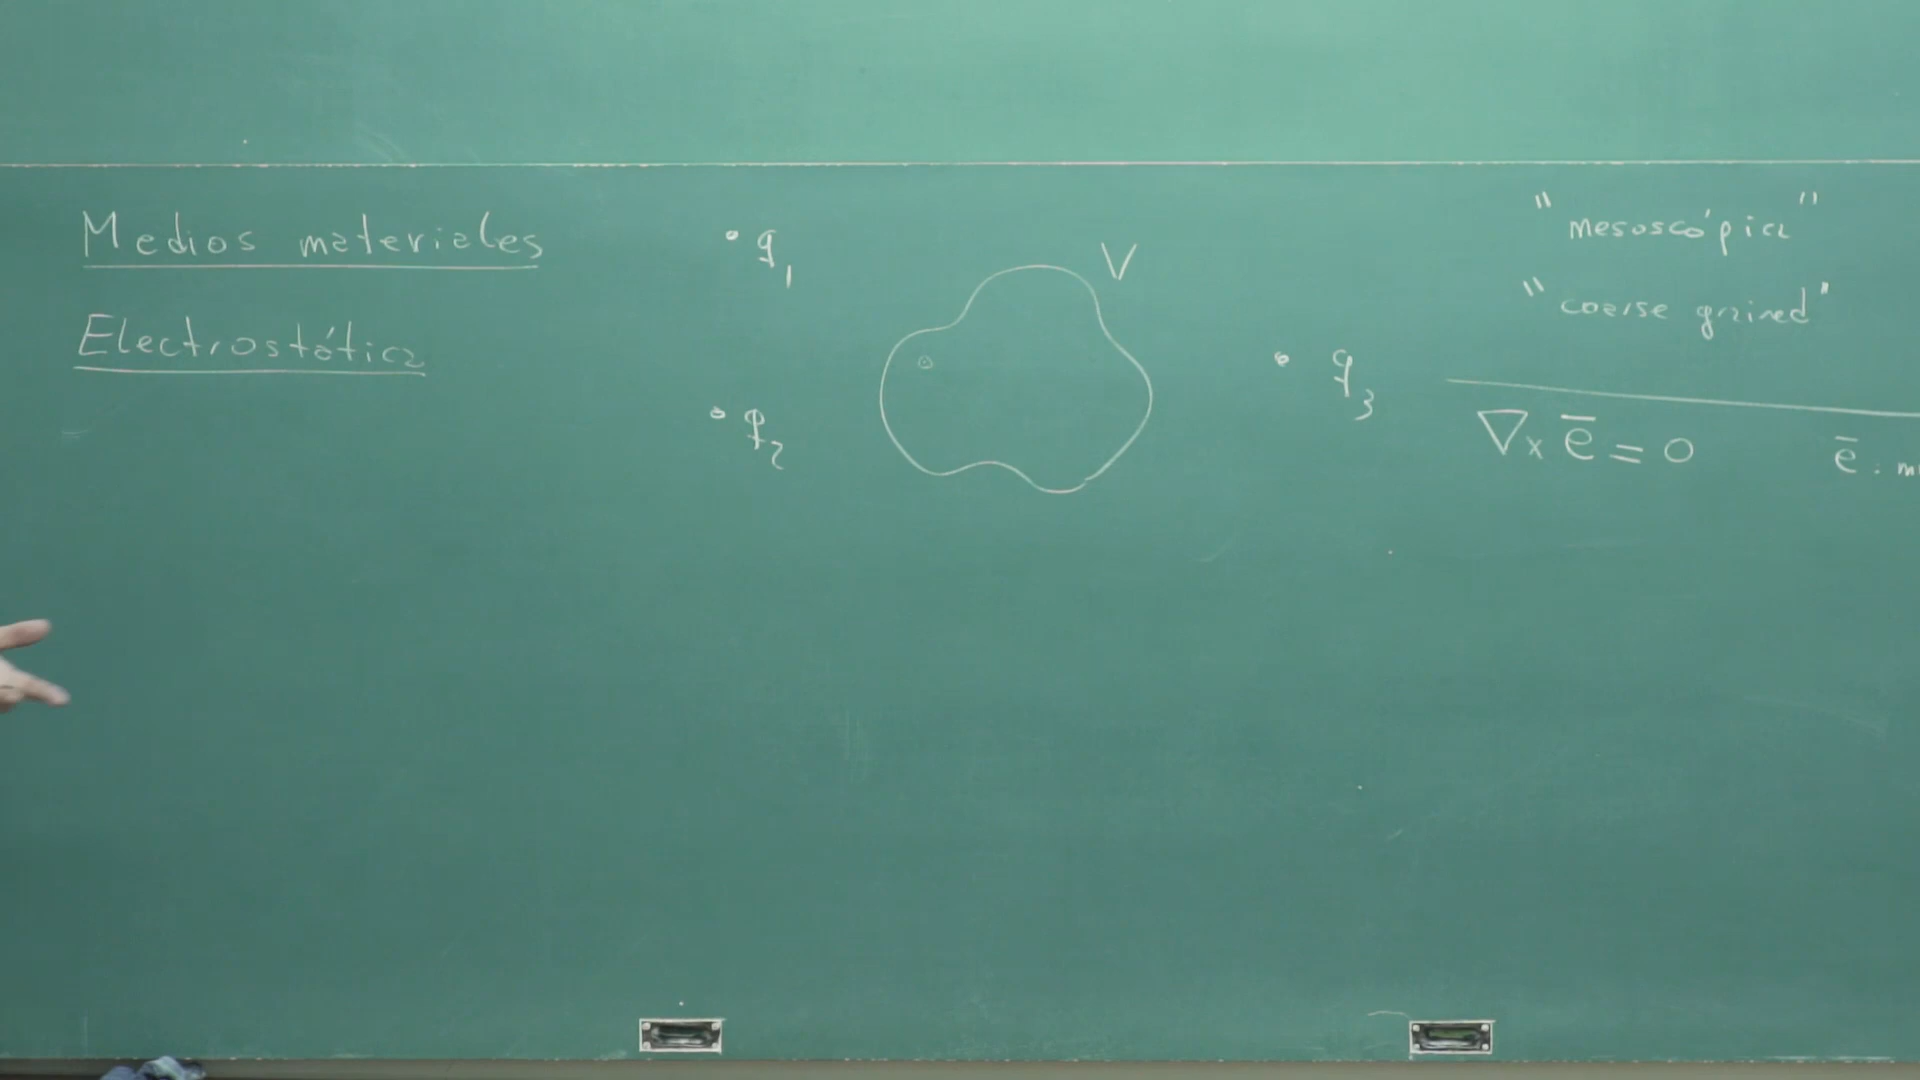 Medios materiales
Electrostática
q₁
q₂
V
q₃
"mesoscópica"
"coarse grained"
∇ × e̅ = 0
e̅ : m